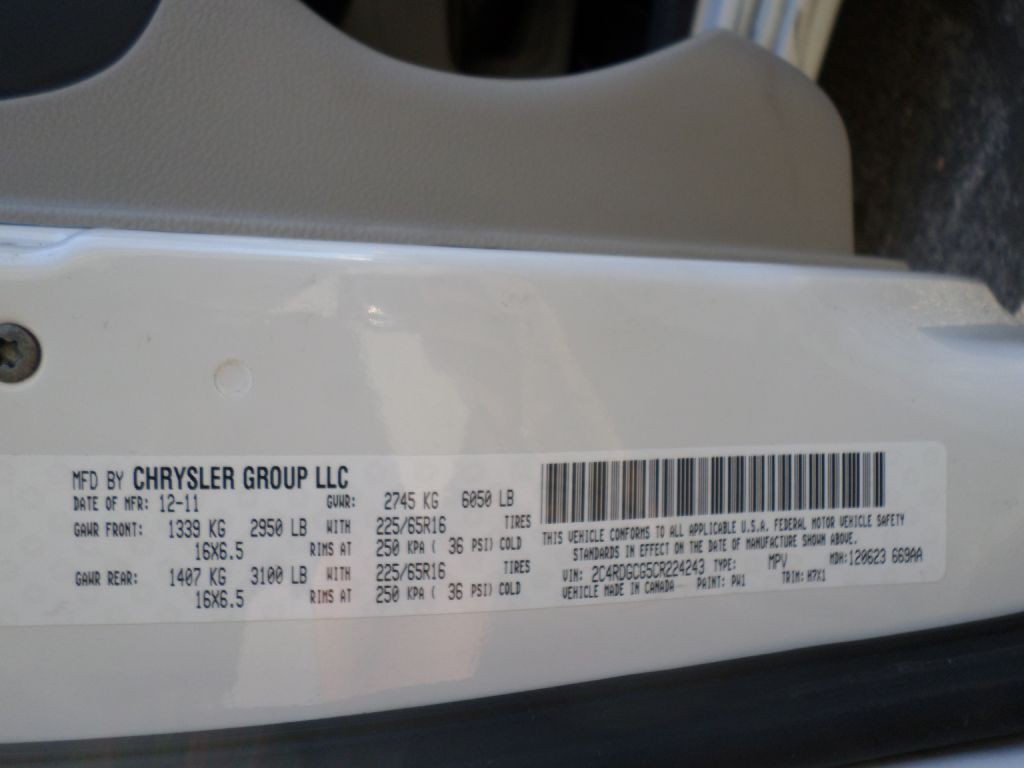 MFD BY CHRYSLER GROUP LLC
DATE OF MFR: 12-11 GVWR: 2745 KG 6050 LB
GAWR FRONT: 1339 KG 2950 LB WITH 225/65R16 TIRES
16X6.5 RIMS AT 250 KPA ( 36 PSI) COLD
GAWR REAR: 1407 KG 3100 LB WITH 225/65R16 TIRES
16X6.5 RIMS AT 250 KPA ( 36 PSI) COLD
THIS VEHICLE CONFORMS TO ALL APPLICABLE U.S.A. FEDERAL MOTOR VEHICLE SAFETY
STANDARDS IN EFFECT ON THE DATE OF MANUFACTURE SHOWN ABOVE.
VIN: 2C4RDGCG5CR224243 TYPE: MPV MDH: 120623 669AA
VEHICLE MADE IN CANADA PAINT: PW1 TRIM: H7X1